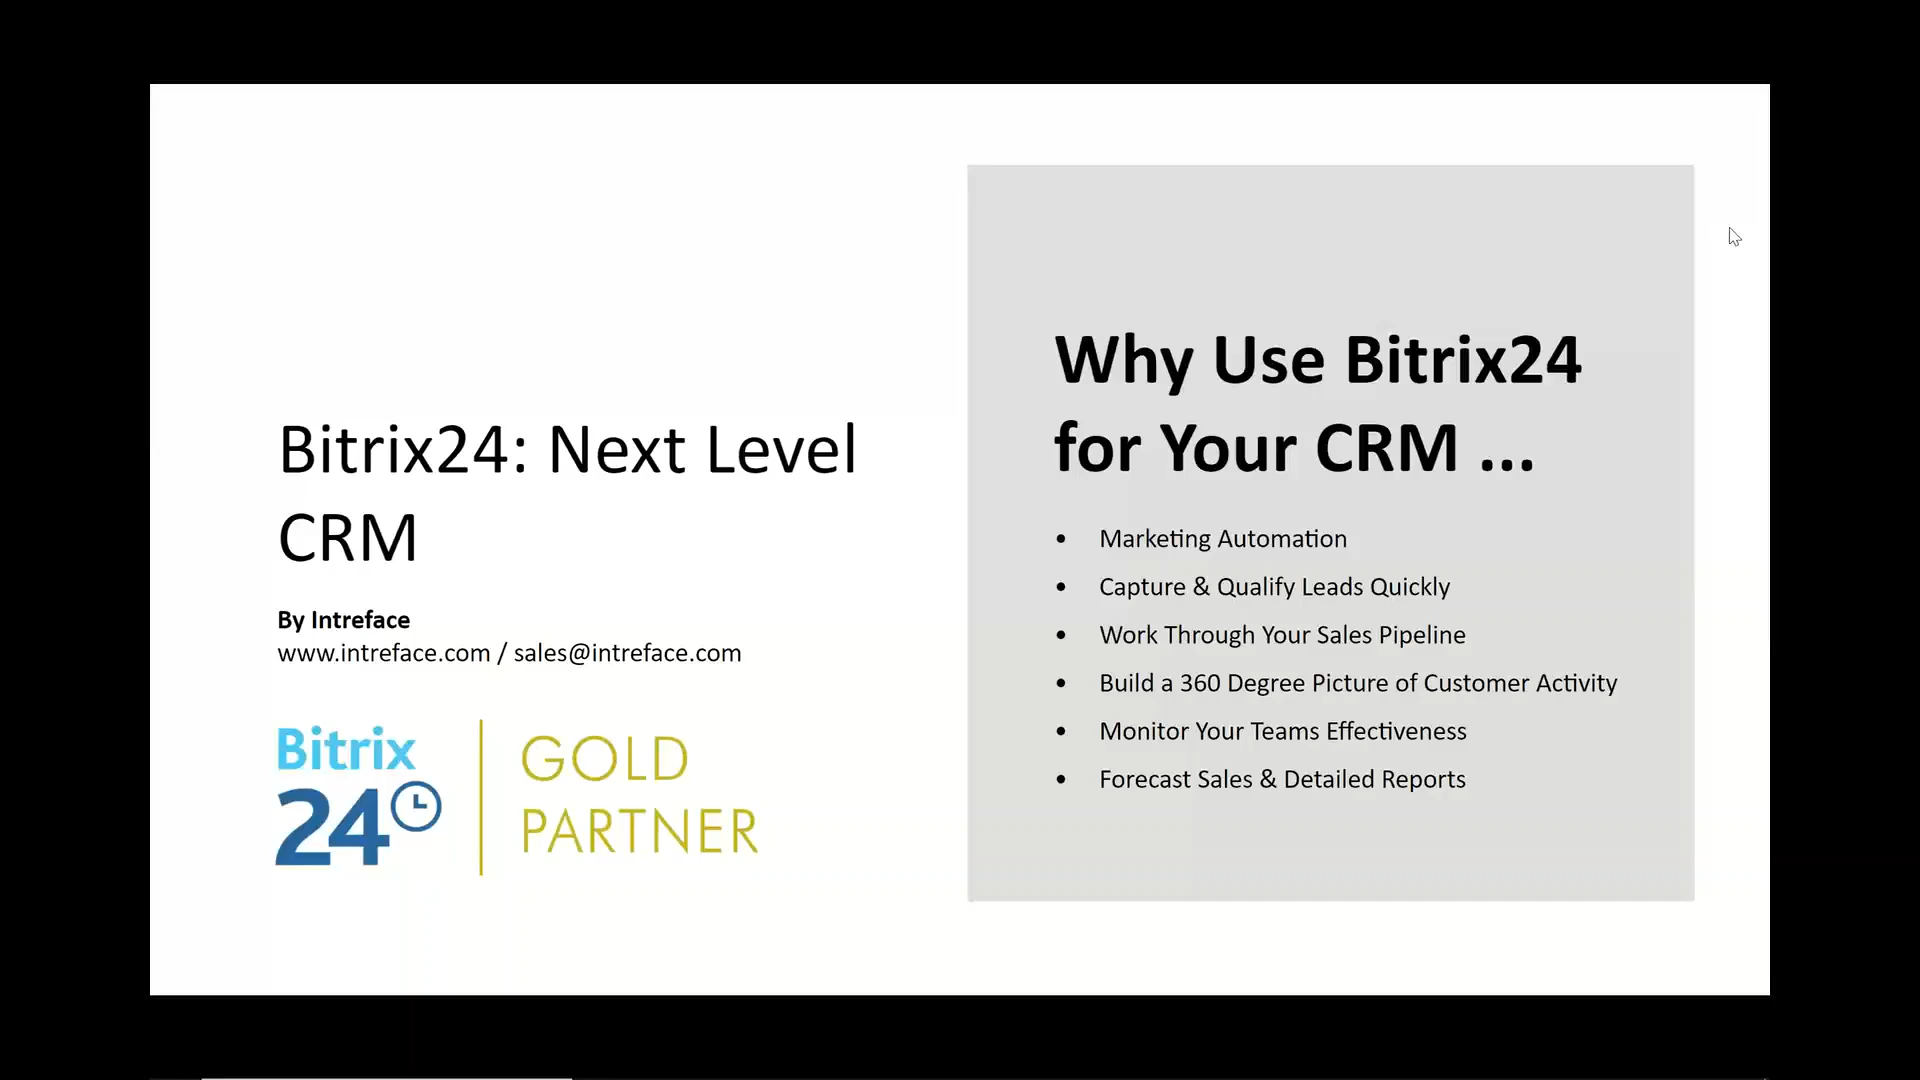 Bitrix24: Next Level
CRM
By Intreface
www.intreface.com / sales@intreface.com
Bitrix
24
GOLD
PARTNER
Why Use Bitrix24
for Your CRM ...
• Marketing Automation
• Capture & Qualify Leads Quickly
• Work Through Your Sales Pipeline
• Build a 360 Degree Picture of Customer Activity
• Monitor Your Teams Effectiveness
• Forecast Sales & Detailed Reports